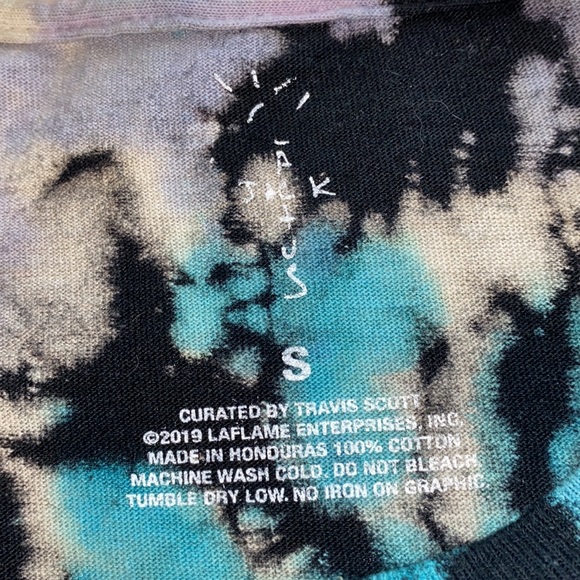 JACK
CACTUS
S
CURATED BY TRAVIS SCOTT
©2019 LAFLAME ENTERPRISES, INC.
MADE IN HONDURAS 100% COTTON
MACHINE WASH COLD. DO NOT BLEACH.
TUMBLE DRY LOW. NO IRON ON GRAPHIC.